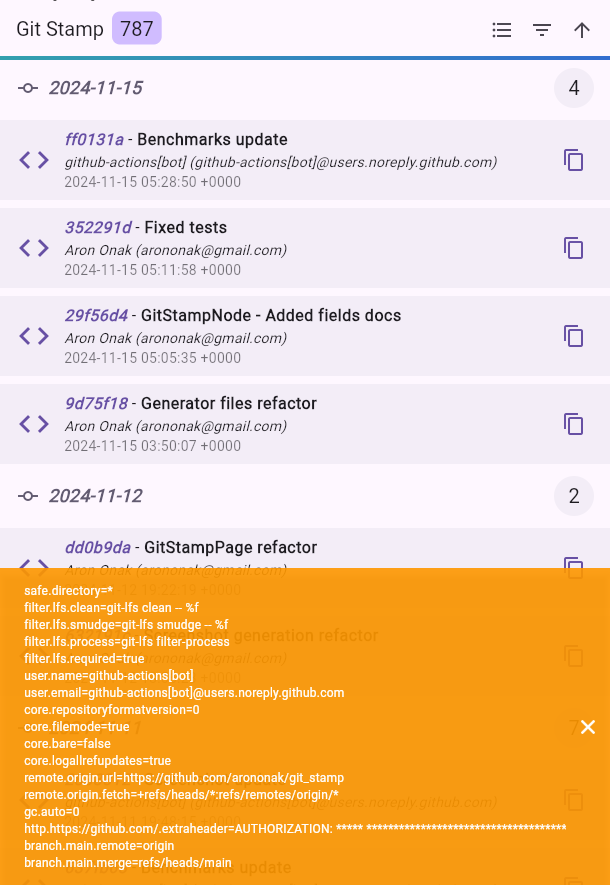 Git Stamp 787
2024-11-15 4
ff0131a - Benchmarks update
github-actions[bot] (github-actions[bot]@users.noreply.github.com)
2024-11-15 05:28:50 +0000
352291d - Fixed tests
Aron Onak (arononak@gmail.com)
2024-11-15 05:11:58 +0000
29f56d4 - GitStampNode - Added fields docs
Aron Onak (arononak@gmail.com)
2024-11-15 05:05:35 +0000
9d75f18 - Generator files refactor
Aron Onak (arononak@gmail.com)
2024-11-15 03:50:07 +0000
2024-11-12 2
dd0b9da - GitStampPage refactor
Aron Onak (arononak@gmail.com)
safe.directory=*
filter.lfs.clean=git-lfs clean -- %f
filter.lfs.smudge=git-lfs smudge -- %f
Screenshot generation refactor
filter.lfs.process=git-lfs filter-process
filter.lfs.required=true
user.name=github-actions[bot]
user.email=github-actions[bot]@users.noreply.github.com
core.repositoryformatversion=0
core.filemode=true
core.bare=false
core.logallrefupdates=true
remote.origin.url=https://github.com/arononak/git_stamp
remote.origin.fetch=+refs/heads/*:refs/remotes/origin/*
gc.auto=0
http.https://github.com/.extraheader=AUTHORIZATION: ***** ****************************************
branch.main.remote=origin
branch.main.merge=refs/heads/main
Benchmarks update